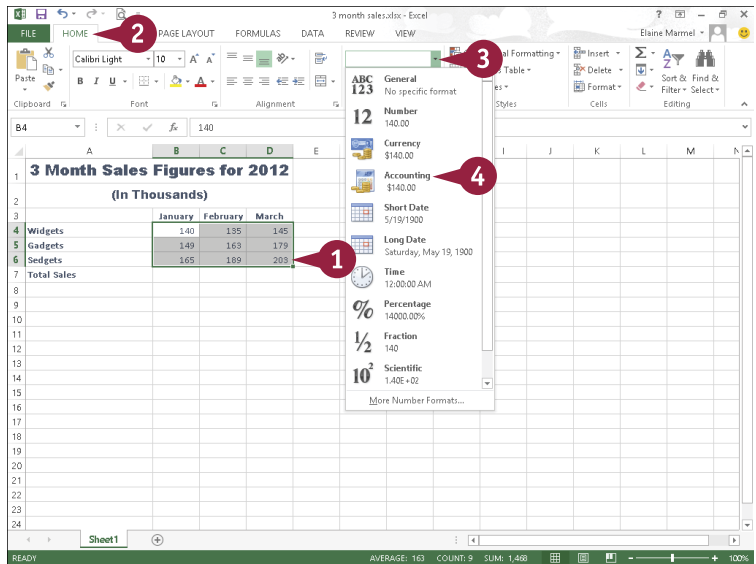 3 month sales.xlsx - Excel
FILE HOME PAGE LAYOUT FORMULAS DATA REVIEW VIEW Elaine Marmel
2
3
Paste
Calibri Light 10
B I U A
Clipboard Font Alignment
al Formatting
Table
es
Styles
Insert
Delete
Format
Cells
Sort & Find &
Filter Select
Editing
B4 fx 140
ABC
123
General
No specific format
12
Number
140.00
Currency
$140.00
Accounting
$140.00
4
Short Date
5/19/1900
Long Date
Saturday, May 19, 1900
Time
12:00:00 AM
%
Percentage
14000.00%
½
Fraction
140
10²
Scientific
1.40E+02
More Number Formats...
A B C D E I J K L M N
1 3 Month Sales Figures for 2012
2 (In Thousands)
3 January February March
4 Widgets 140 135 145
5 Gadgets 149 163 179
6 Sedgets 165 189 203
1
7 Total Sales
8
9
10
11
12
13
14
15
16
17
18
19
20
21
22
23
24
Sheet1
READY AVERAGE: 163 COUNT: 9 SUM: 1,468 100%